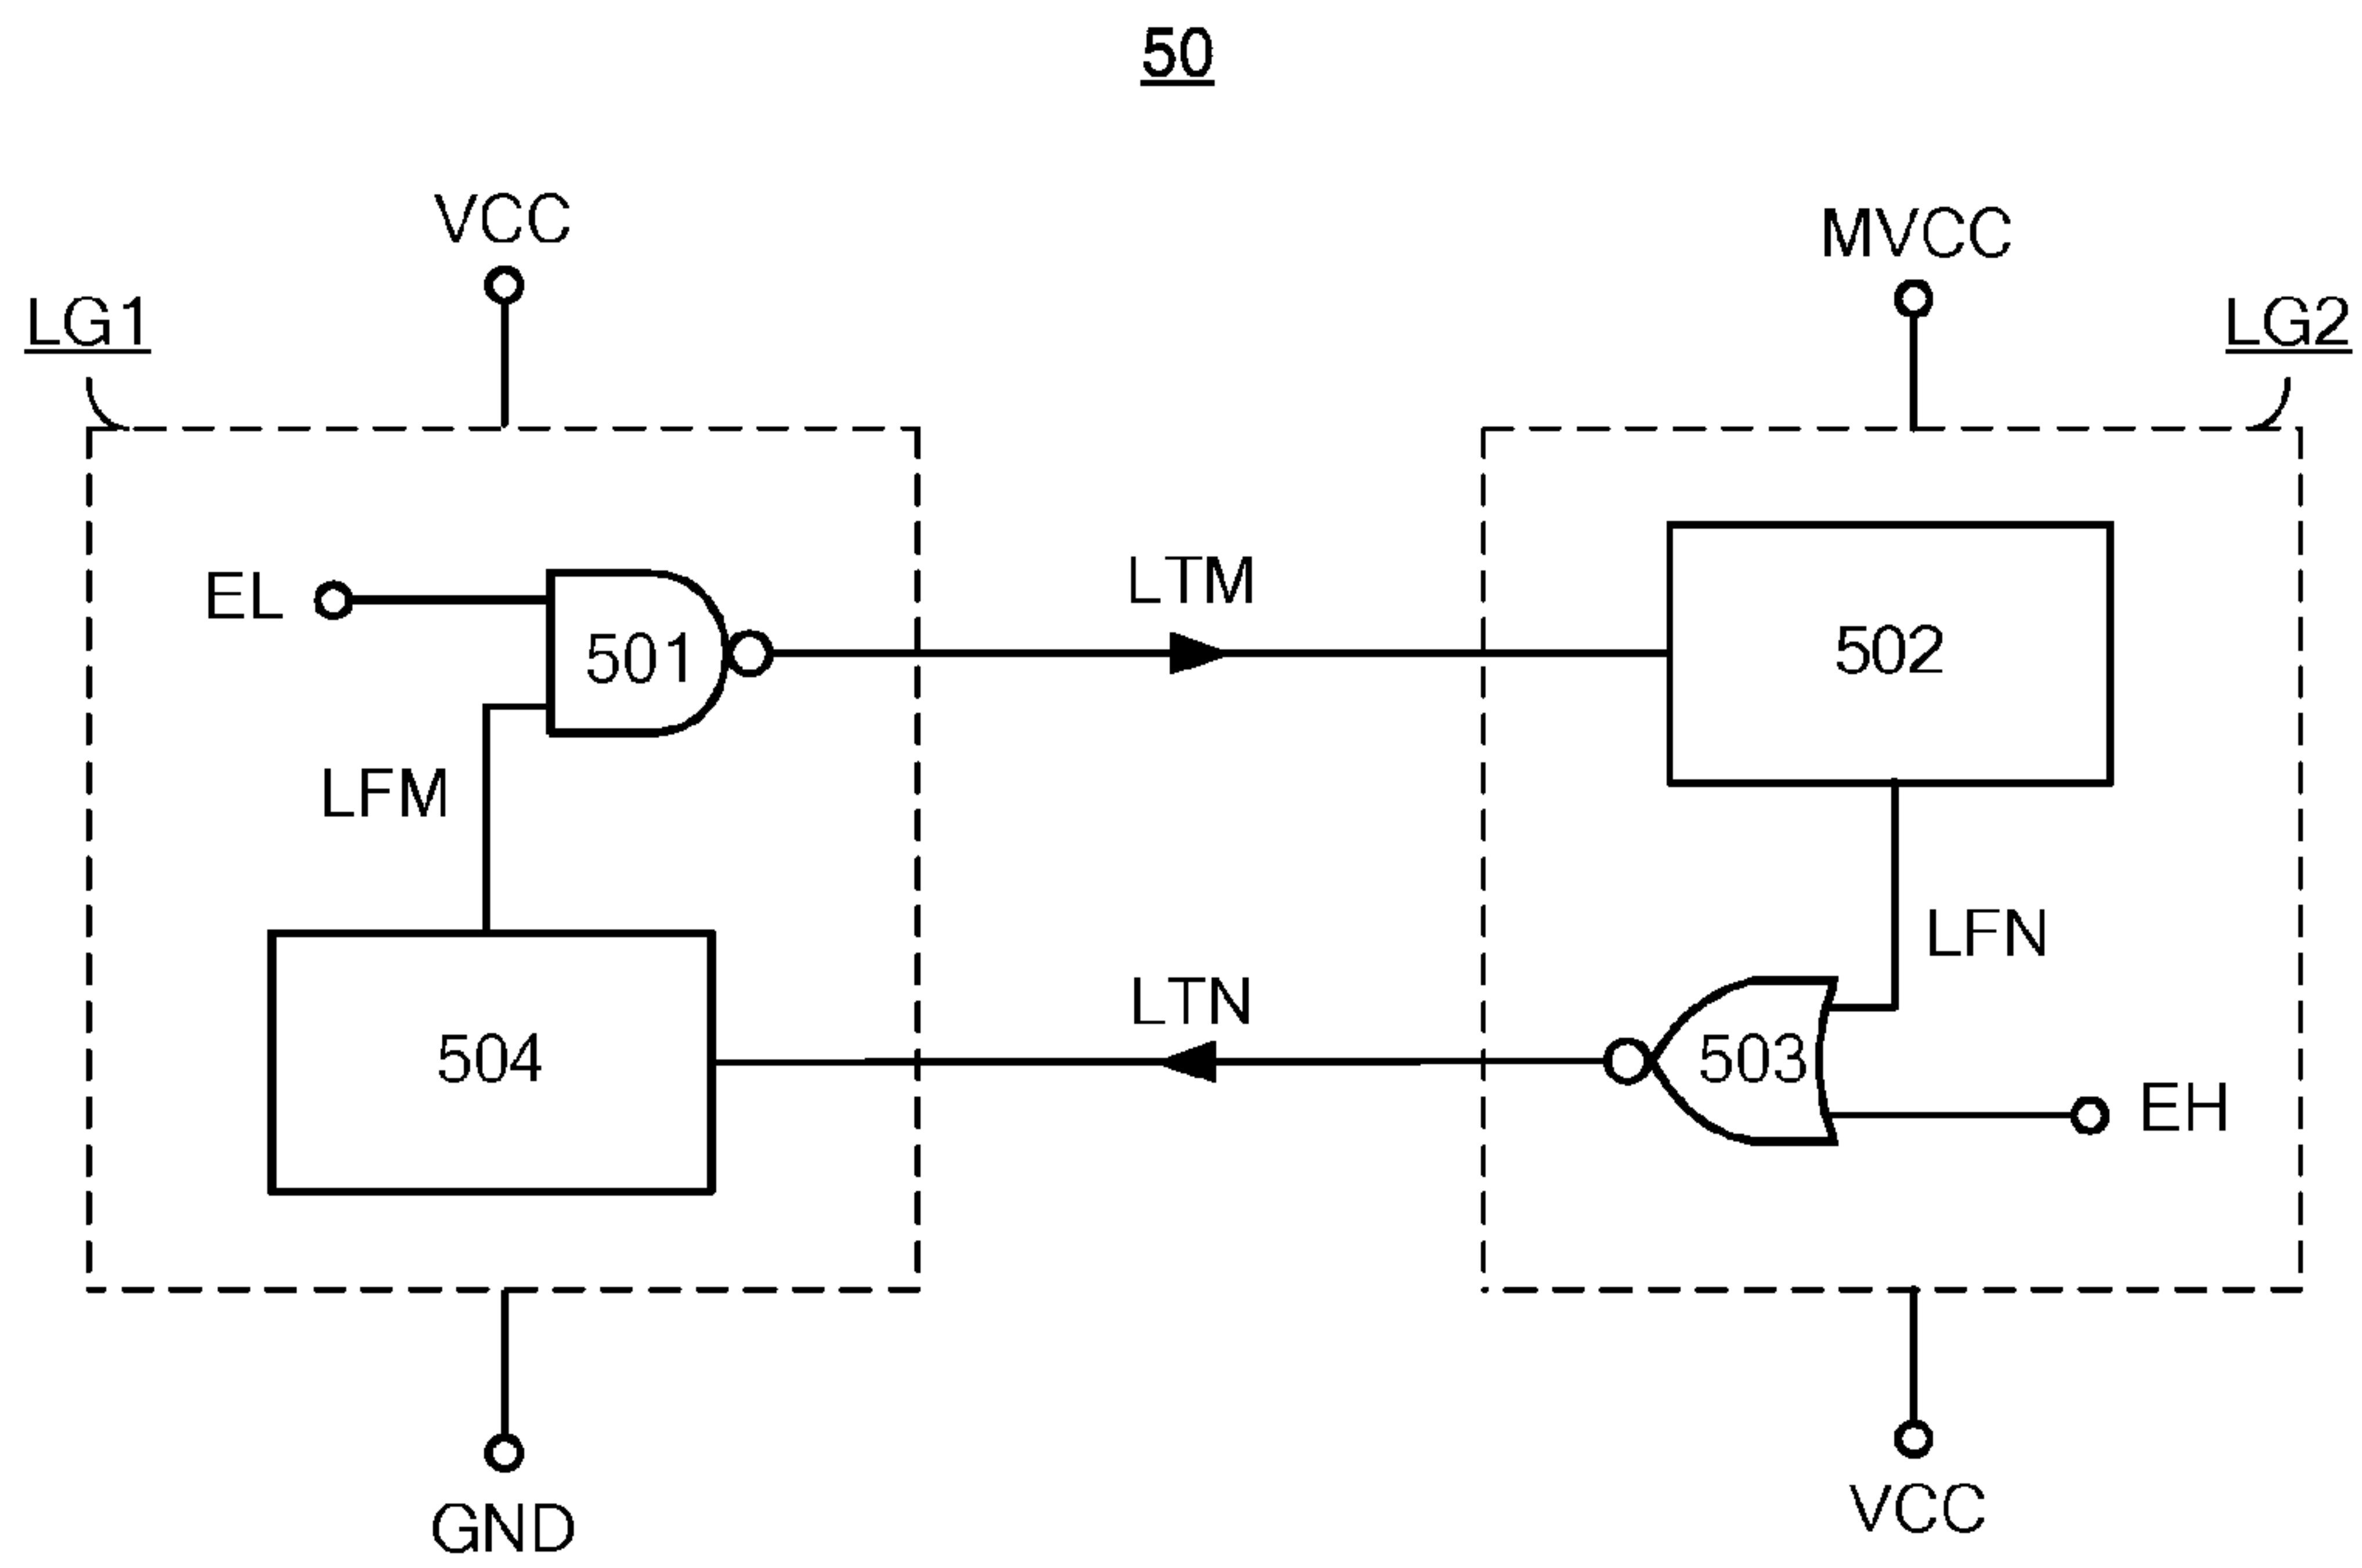 50
VCC
MVCC
LG1
LG2
EL
501
LTM
502
LFM
LFN
LTN
504
503
EH
GND
VCC